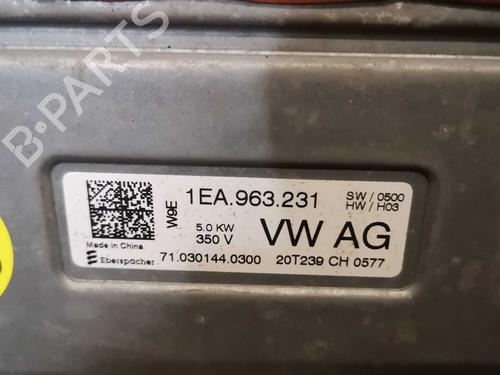 B-PARTS
W9E
1EA.963.231
SW / 0500
HW / H03
5.0 KW
350 V
VW AG
Made in China
Eberspächer
71.030144.0300
20T239 CH 0577